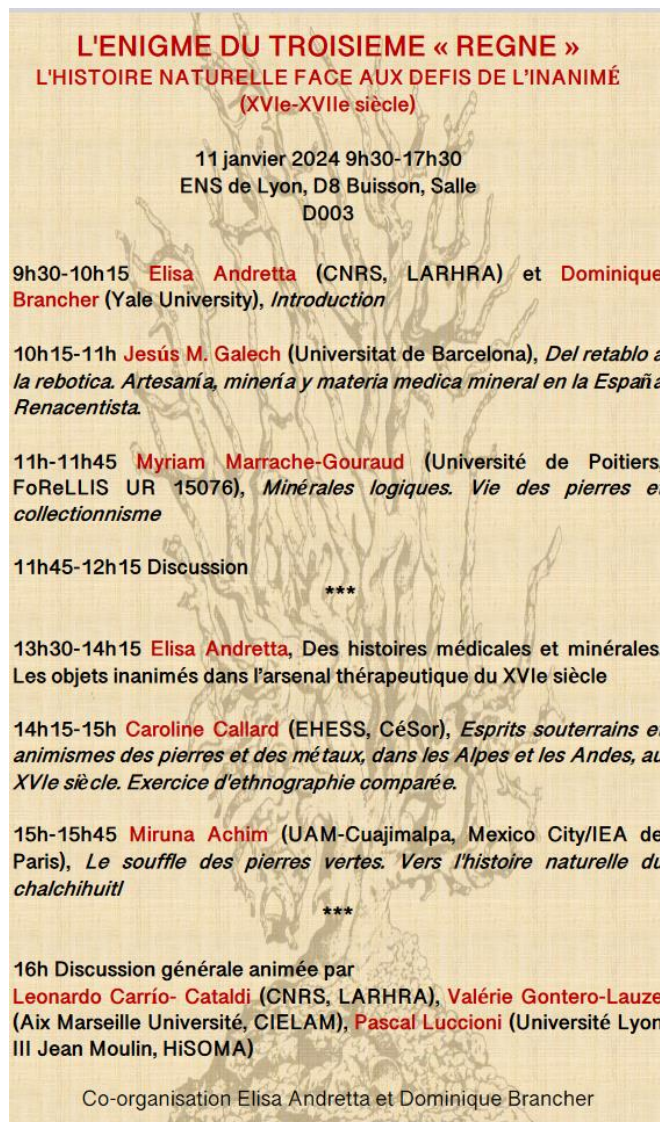 L'ENIGME DU TROISIEME « REGNE »
L'HISTOIRE NATURELLE FACE AUX DEFIS DE L'INANIMÉ
(XVIe-XVIIe siècle)
11 janvier 2024 9h30-17h30
ENS de Lyon, D8 Buisson, Salle
D003
9h30-10h15 Elisa Andretta (CNRS, LARHRA) et Dominique
Brancher (Yale University), Introduction
10h15-11h Jesús M. Galech (Universitat de Barcelona), Del retablo a
la rebotica. Artesanía, minería y materia medica mineral en la España
Renacentista.
11h-11h45 Myriam Marrache-Gouraud (Université de Poitiers,
FoReLLIS UR 15076), Minérales logiques. Vie des pierres et
collectionnisme
11h45-12h15 Discussion
***
13h30-14h15 Elisa Andretta, Des histoires médicales et minérales.
Les objets inanimés dans l'arsenal thérapeutique du XVIe siècle
14h15-15h Caroline Callard (EHESS, CéSor), Esprits souterrains et
animismes des pierres et des métaux, dans les Alpes et les Andes, au
XVIe siècle. Exercice d'ethnographie comparée.
15h-15h45 Miruna Achim (UAM-Cuajimalpa, Mexico City/IEA de
Paris), Le souffle des pierres vertes. Vers l'histoire naturelle du
chalchihuitl
***
16h Discussion générale animée par
Leonardo Carrío- Cataldi (CNRS, LARHRA), Valérie Gontero-Lauze
(Aix Marseille Université, CIELAM), Pascal Luccioni (Université Lyon
III Jean Moulin, HiSOMA)
Co-organisation Elisa Andretta et Dominique Brancher